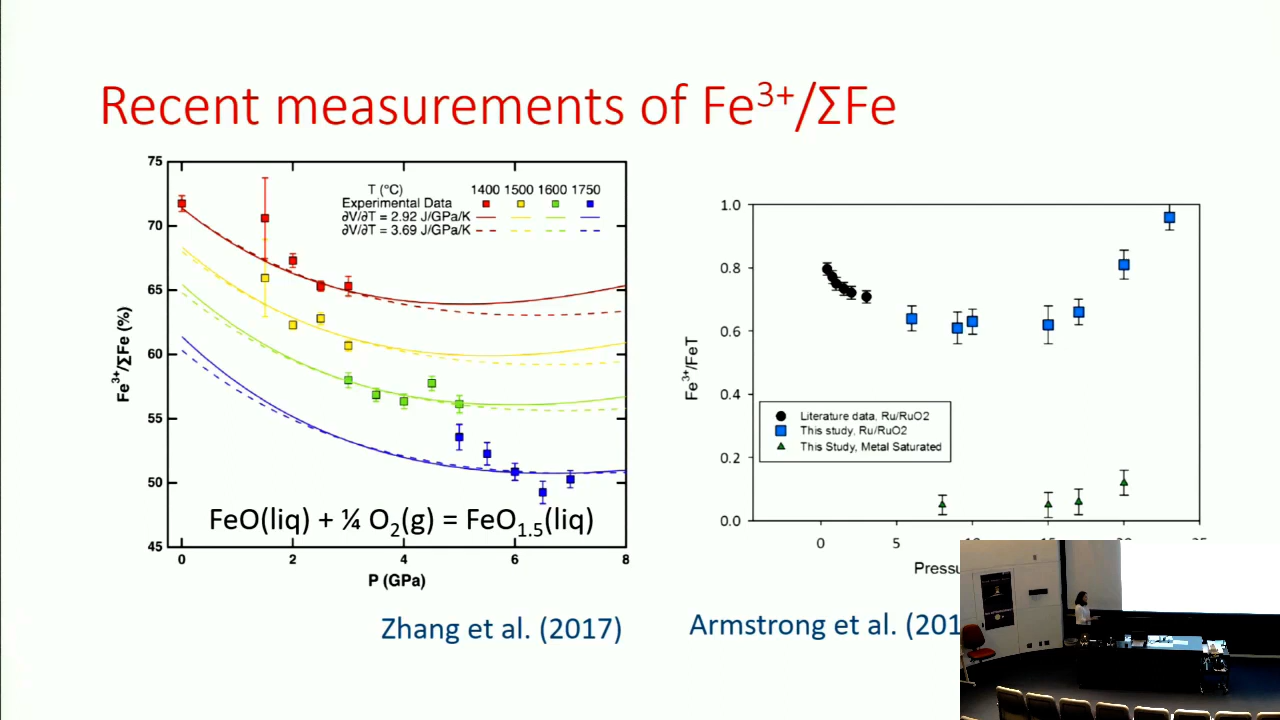 Recent measurements of Fe³⁺/ΣFe
75
70
65
60
55
50
45
Fe³⁺/ΣFe (%)
T (°C) 1400 1500 1600 1750
Experimental Data
∂V/∂T = 2.92 J/GPa/K
∂V/∂T = 3.69 J/GPa/K
FeO(liq) + ¼ O₂(g) = FeO₁.₅(liq)
0 2 4 6 8
P (GPa)
Zhang et al. (2017)
1.0
0.8
0.6
0.4
0.2
0.0
Fe³⁺/FeT
Literature data, Ru/RuO2
This study, Ru/RuO2
This Study, Metal Saturated
0 5
Armstrong et al.